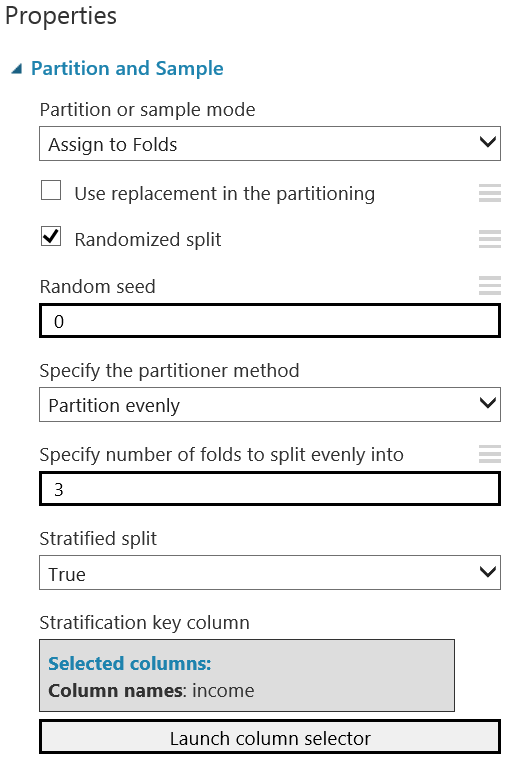 Properties
Partition and Sample
Partition or sample mode
Assign to Folds
Use replacement in the partitioning
Randomized split
Random seed
0
Specify the partitioner method
Partition evenly
Specify number of folds to split evenly into
3
Stratified split
True
Stratification key column
Selected columns:
Column names: income
Launch column selector